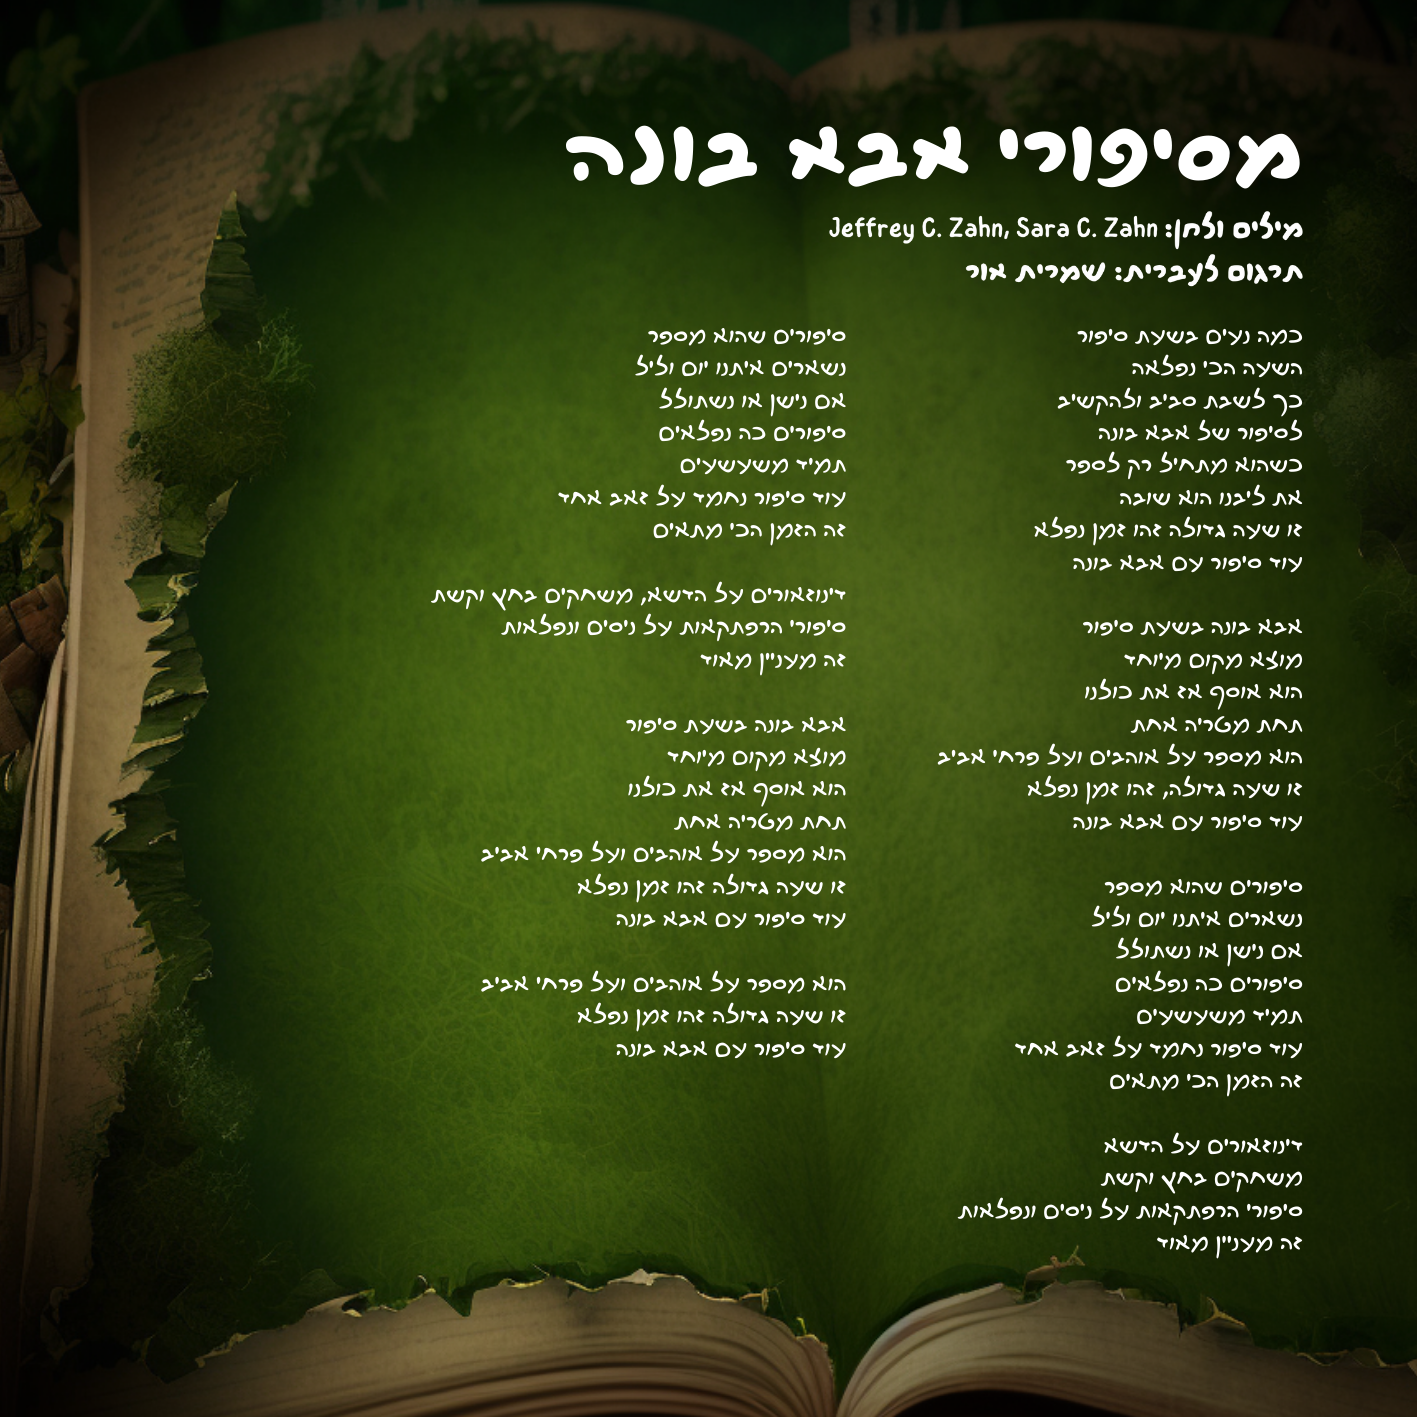 מסיפורי אבא בונה
מילים ולחן: Jeffrey C. Zahn, Sara C. Zahn
תרגום לעברית: שמרית אור
כמה נעים בשעת סיפור
השעה הכי נפלאה
כך לשבת סביב ולהקשיב
לסיפור של אבא בונה
כשהוא מתחיל רק לספר
את ליבנו הוא שובה
זו שעה גדולה זהו זמן נפלא
עוד סיפור עם אבא בונה
אבא בונה בשעת סיפור
מוצא מקום מיוחד
הוא אוסף אז את כולנו
תחת מטריה אחת
הוא מספר על אוהבים ועל פרחי אביב
זו שעה גדולה, זהו זמן נפלא
עוד סיפור עם אבא בונה
סיפורים שהוא מספר
נשארים איתנו יום וליל
אם נישן או נשתולל
סיפורים כה נפלאים
תמיד משעשעים
עוד סיפור נחמד על זאב אחד
זה הזמן הכי מתאים
דינוזאורים על הדשא
משחקים בחץ וקשת
סיפורי הרפתקאות על ניסים ונפלאות
זה מעניין מאוד
סיפורים שהוא מספר
נשארים איתנו יום וליל
אם נישן או נשתולל
סיפורים כה נפלאים
תמיד משעשעים
עוד סיפור נחמד על זאב אחד
זה הזמן הכי מתאים
דינוזאורים על הדשא, משחקים בחץ וקשת
סיפורי הרפתקאות על ניסים ונפלאות
זה מעניין מאוד
אבא בונה בשעת סיפור
מוצא מקום מיוחד
הוא אוסף אז את כולנו
תחת מטריה אחת
הוא מספר על אוהבים ועל פרחי אביב
זו שעה גדולה זהו זמן נפלא
עוד סיפור עם אבא בונה
הוא מספר על אוהבים ועל פרחי אביב
זו שעה גדולה זהו זמן נפלא
עוד סיפור עם אבא בונה